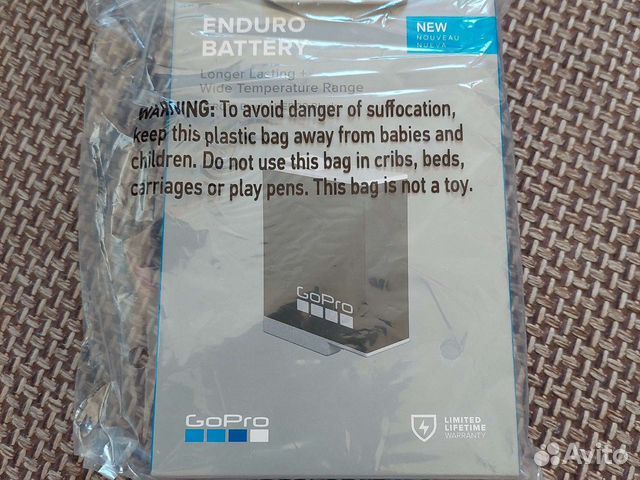 ENDURO
BATTERY
NEW
NOUVEAU
NUEVA
Longer Lasting +
Wide Temperature Range
WARNING: To avoid danger of suffocation,
keep this plastic bag away from babies and
children. Do not use this bag in cribs, beds,
carriages or play pens. This bag is not a toy.
GoPro
GoPro
LIMITED
LIFETIME
WARRANTY
Avito